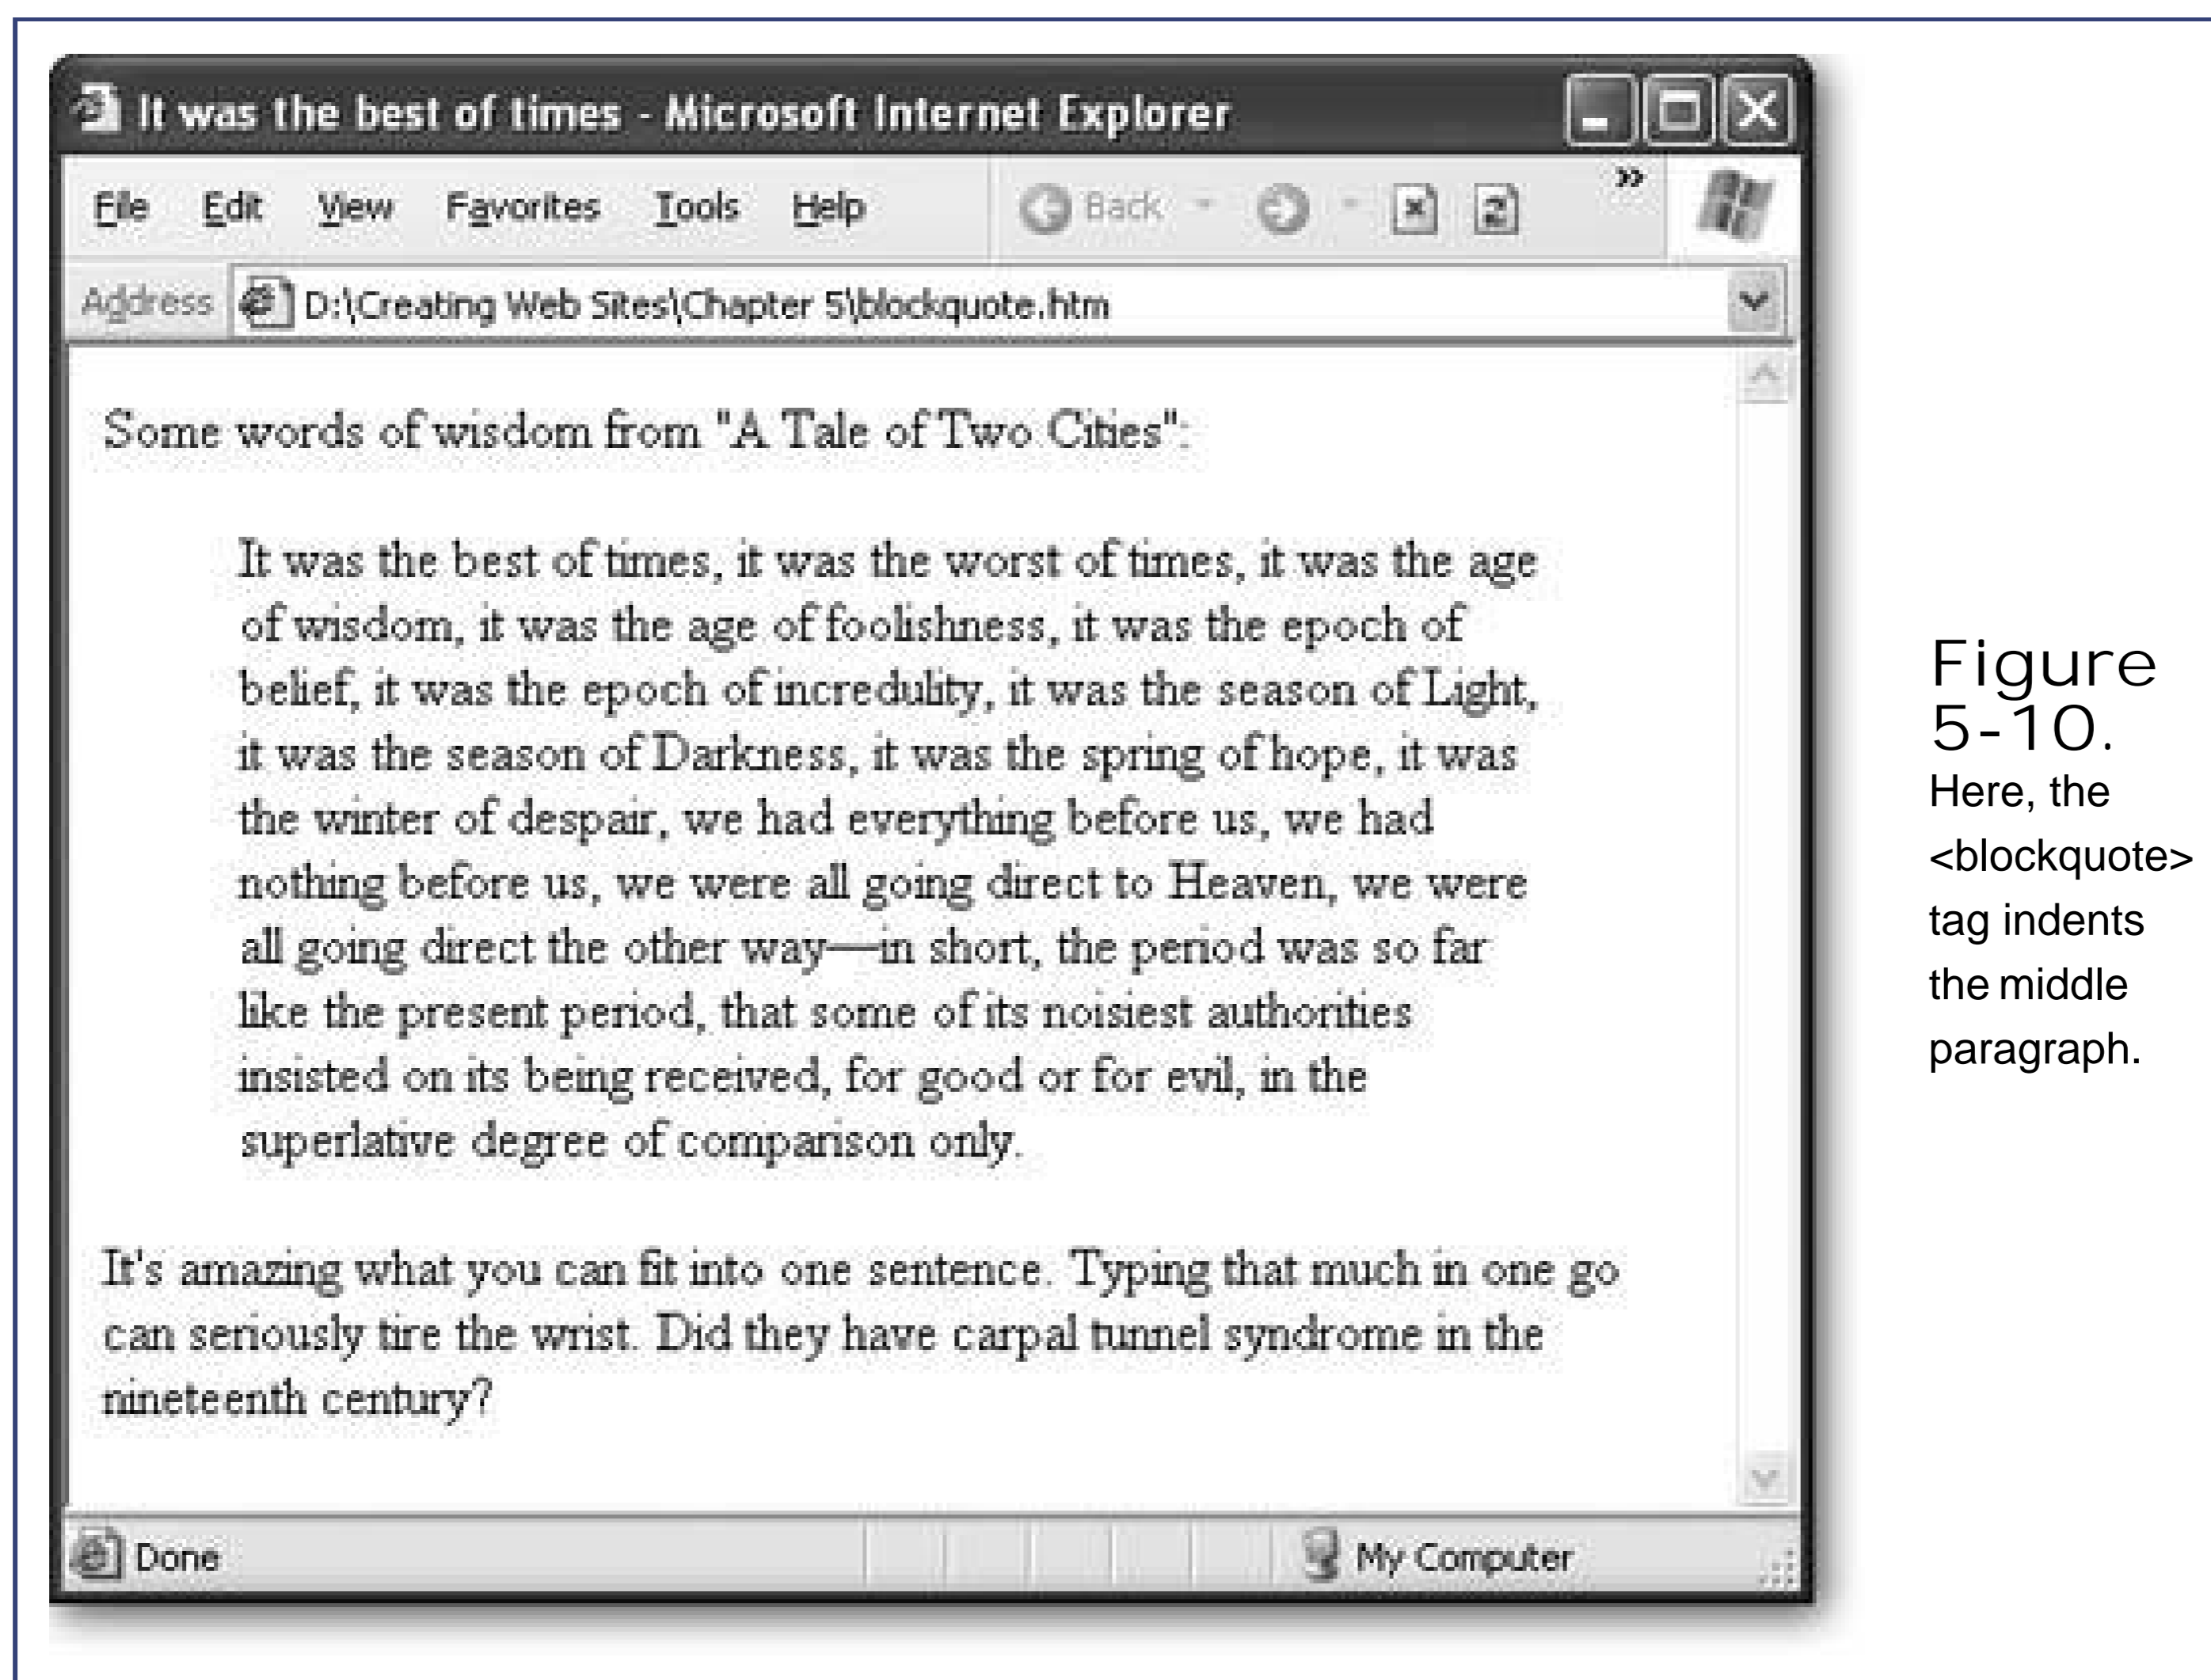 It was the best of times - Microsoft Internet Explorer
File Edit View Favorites Tools Help Back »
Address D:\Creating Web Sites\Chapter 5\blockquote.htm
Some words of wisdom from "A Tale of Two Cities":
It was the best of times, it was the worst of times, it was the age
of wisdom, it was the age of foolishness, it was the epoch of
belief, it was the epoch of incredulity, it was the season of Light,
it was the season of Darkness, it was the spring of hope, it was
the winter of despair, we had everything before us, we had
nothing before us, we were all going direct to Heaven, we were
all going direct the other way—in short, the period was so far
like the present period, that some of its noisiest authorities
insisted on its being received, for good or for evil, in the
superlative degree of comparison only.
It's amazing what you can fit into one sentence. Typing that much in one go
can seriously tire the wrist. Did they have carpal tunnel syndrome in the
nineteenth century?
Done My Computer
Figure
5-10.
Here, the
<blockquote>
tag indents
the middle
paragraph.